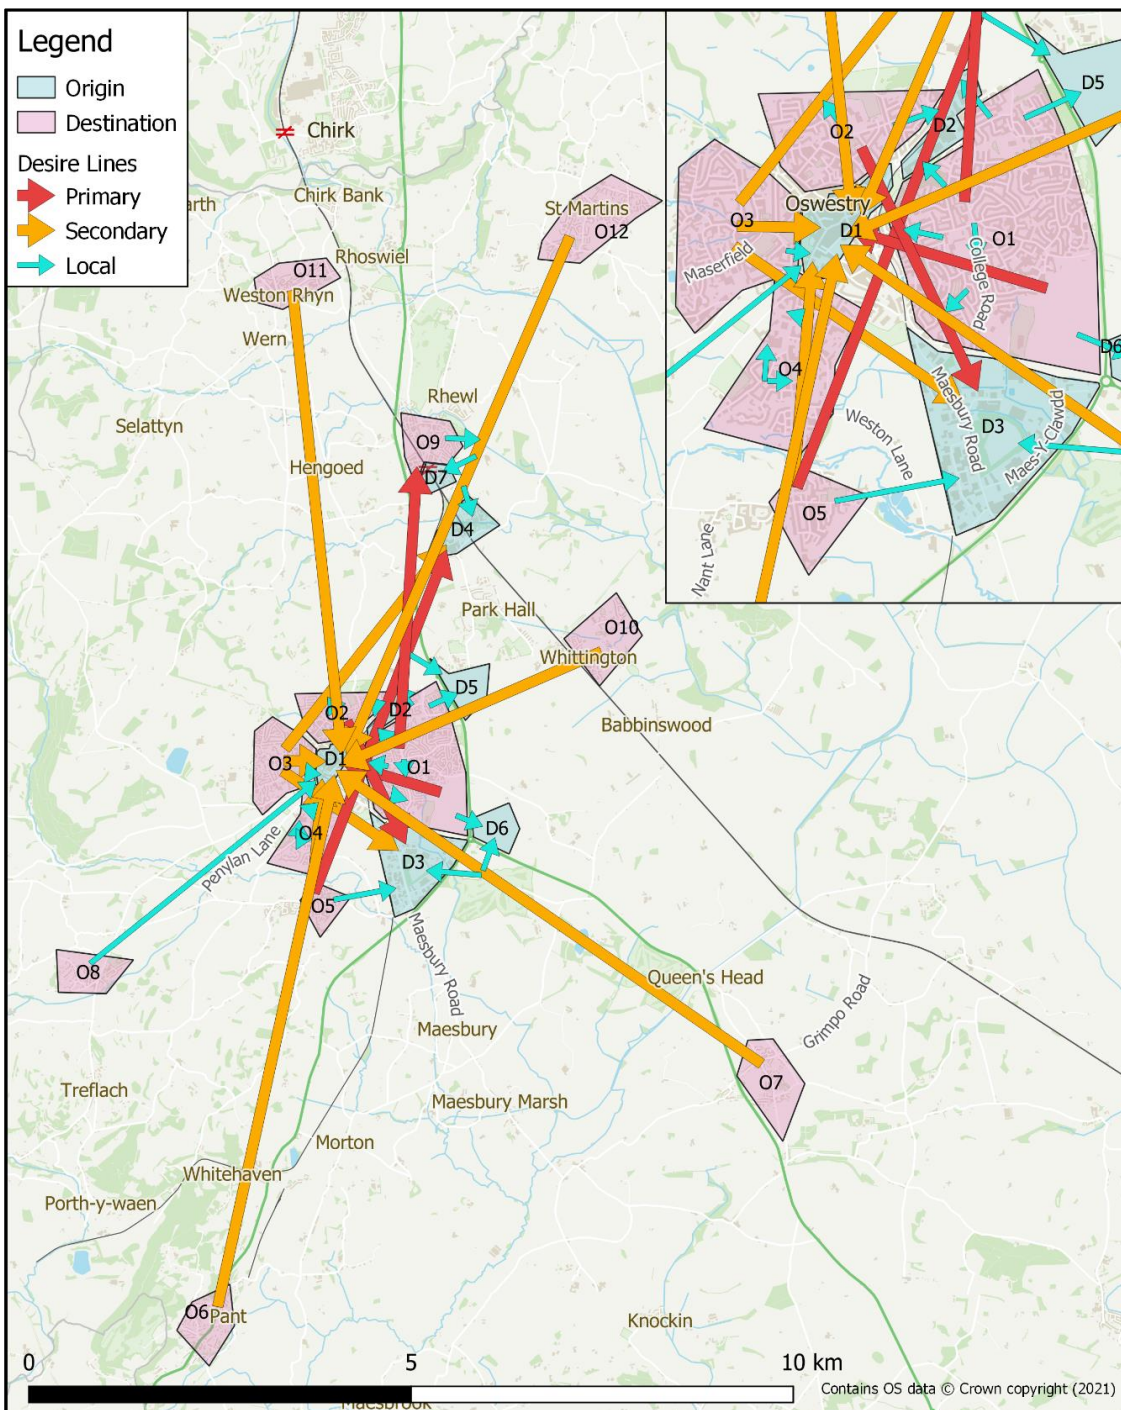 Legend
Origin
Destination
Desire Lines
Primary
Secondary
Local
Chirk
arth
Chirk Bank
St Martins
O12
Rhoswiel
O11
Weston Rhyn
Wern
Rhewl
Selattyn
O9
Hengoed
D7
D4
Park Hall
O10
Whittington
D5
O2
D2
Babbinswood
D1
O3
O1
O4
D6
Penylan Lane
D3
O5
Maesbury Road
O8
Queen's Head
Grimpo Road
Maesbury
O7
Treflach
Maesbury Marsh
Morton
Whitehaven
Porth-y-waen
O6
Pant
Knockin
0 5 10 km
Maesbrook
Contains OS data © Crown copyright (2021)
D5
O2
D2
Oswestry
O3
D1
O1
Maserfield
College Road
O4
D6
Maesbury Road
Weston Lane
D3
Maes-Y-Clawdd
O5
Nant Lane